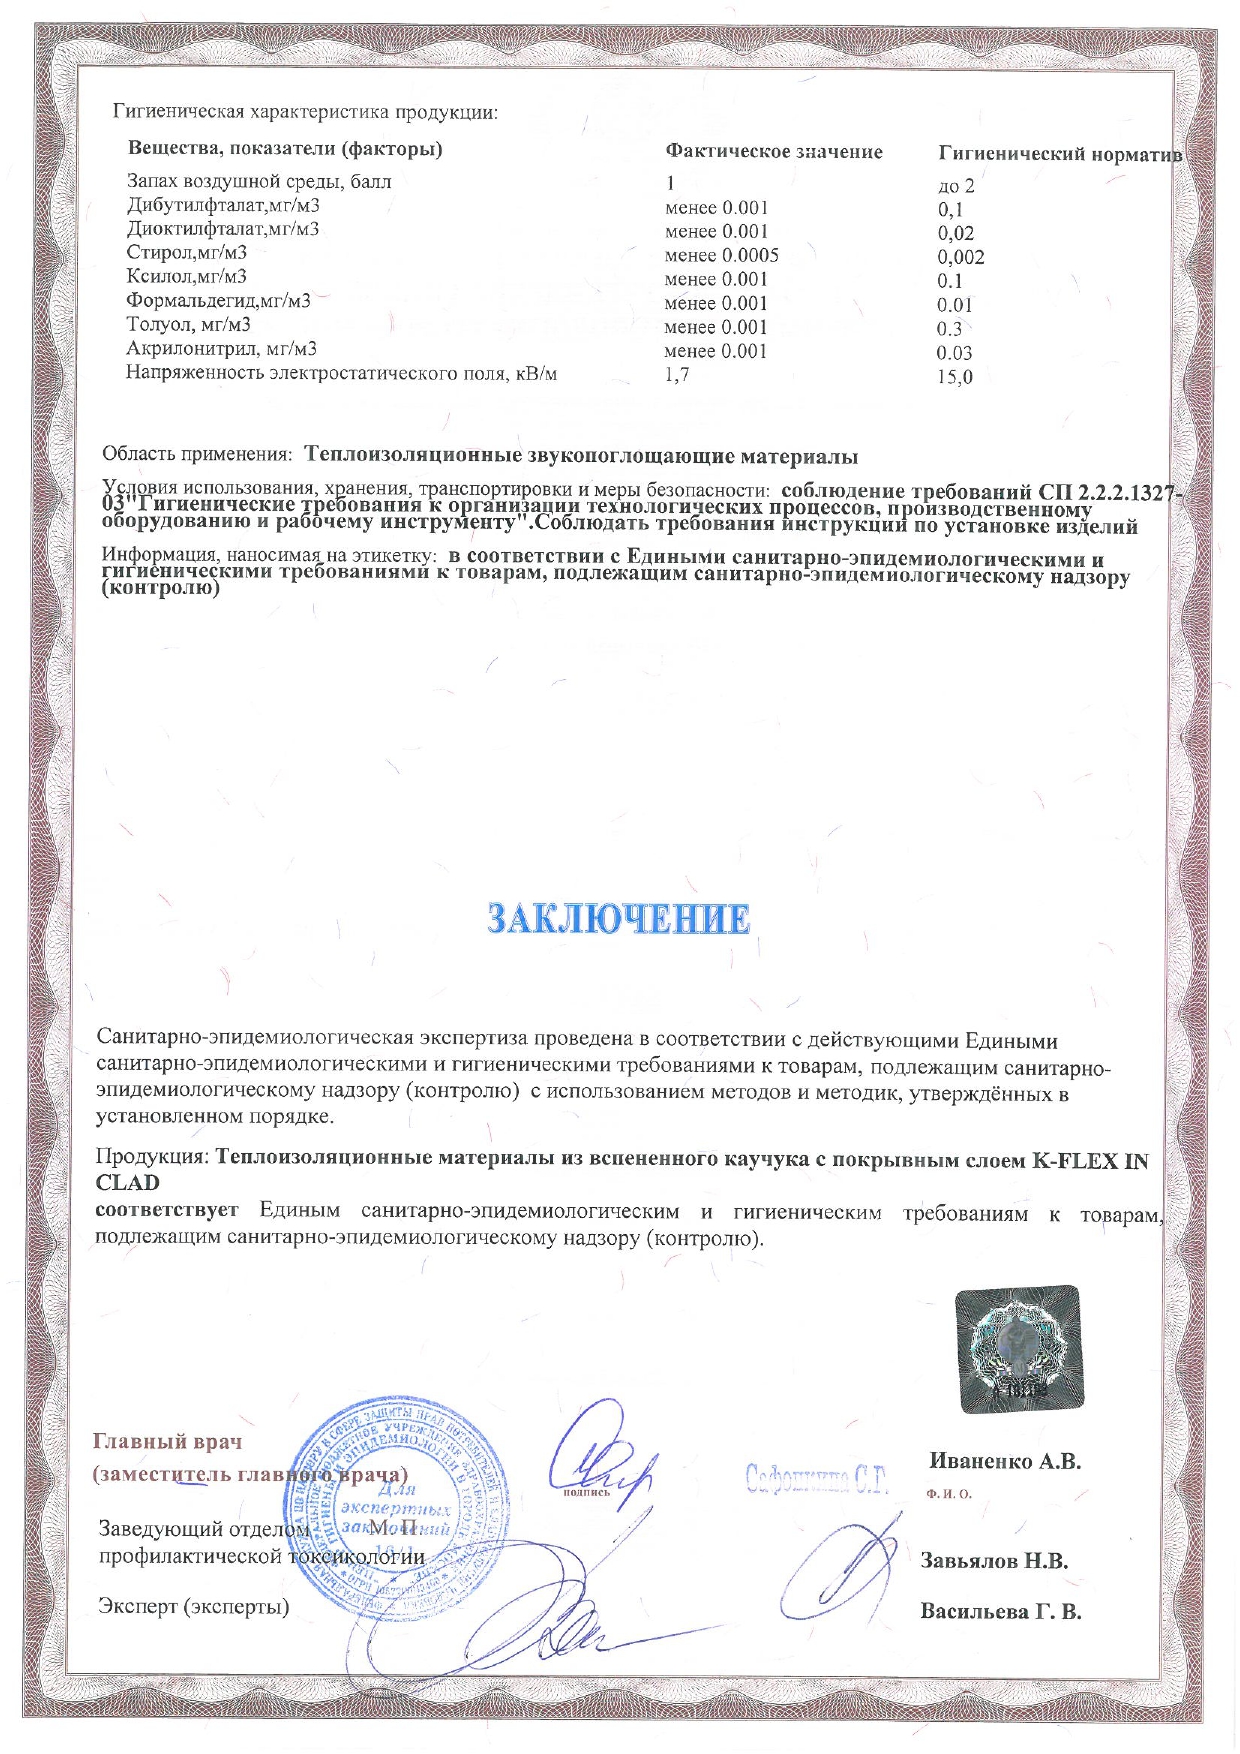 Гигиеническая характеристика продукции:
Вещества, показатели (факторы) Фактическое значение Гигиенический норматив
Запах воздушной среды, балл 1 до 2
Дибутилфталат,мг/м3 менее 0.001 0,1
Диоктилфталат,мг/м3 менее 0.001 0,02
Стирол,мг/м3 менее 0.0005 0,002
Ксилол,мг/м3 менее 0.001 0.1
Формальдегид,мг/м3 менее 0.001 0.01
Толуол, мг/м3 менее 0.001 0.3
Акрилонитрил, мг/м3 менее 0.001 0.03
Напряженность электростатического поля, кВ/м 1,7 15,0
Область применения: Теплоизоляционные звукопоглощающие материалы
Условия использования, хранения, транспортировки и меры безопасности: соблюдение требований СП 2.2.2.1327-
03"Гигиенические требования к организации технологических процессов, производственному
оборудованию и рабочему инструменту".Соблюдать требования инструкции по установке изделий
Информация, наносимая на этикетку: в соответствии с Едиными санитарно-эпидемиологическими и
гигиеническими требованиями к товарам, подлежащим санитарно-эпидемиологическому надзору
(контролю)
ЗАКЛЮЧЕНИЕ
Санитарно-эпидемиологическая экспертиза проведена в соответствии с действующими Едиными
санитарно-эпидемиологическими и гигиеническими требованиями к товарам, подлежащим санитарно-
эпидемиологическому надзору (контролю) с использованием методов и методик, утверждённых в
установленном порядке.
Продукция: Теплоизоляционные материалы из вспененного каучука с покрывным слоем K-FLEX IN
CLAD
соответствует Единым санитарно-эпидемиологическим и гигиеническим требованиям к товарам,
подлежащим санитарно-эпидемиологическому надзору (контролю).
Главный врач
(заместитель главного врача)
подпись
Иваненко А.В.
Ф. И. О.
Для
экспертных
заключений
М. П.
Заведующий отделом
профилактической токсикологии
Завьялов Н.В.
Эксперт (эксперты)
Васильева Г. В.